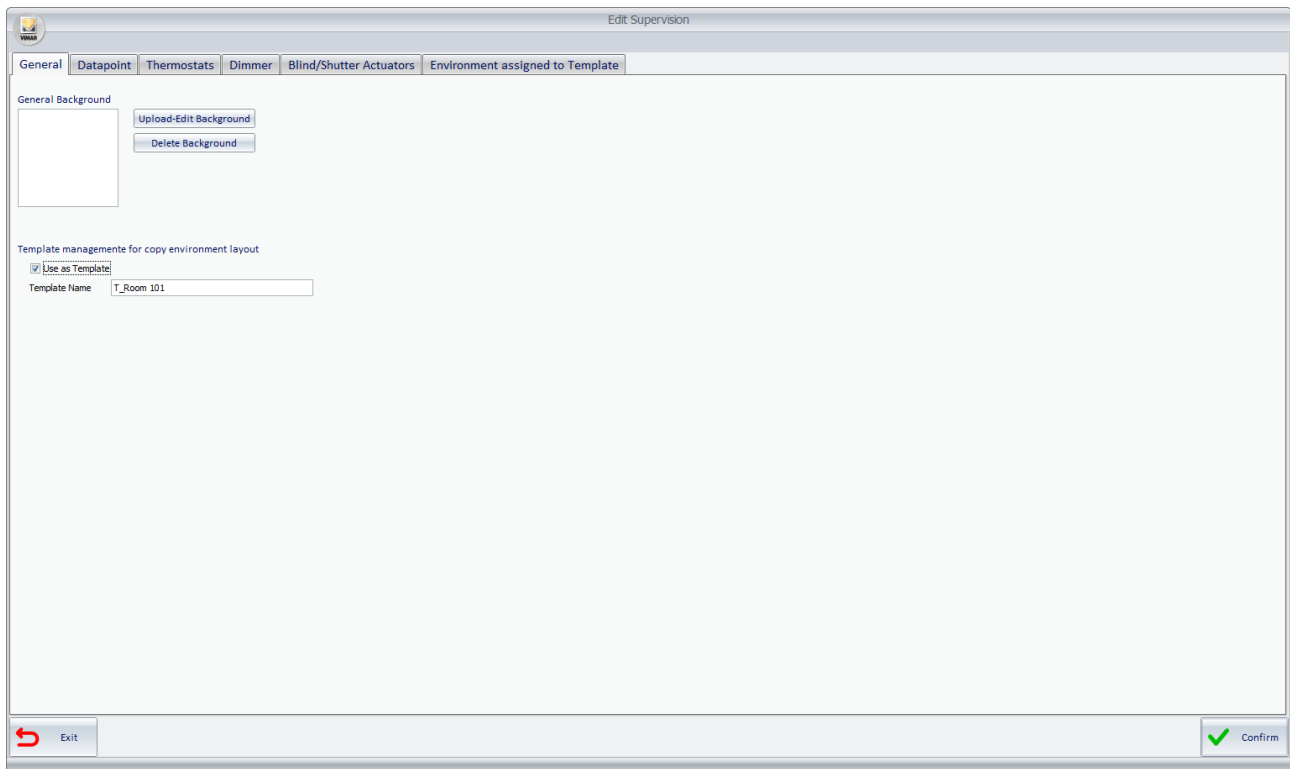 Edit Supervision
VIMAR
General Datapoint Thermostats Dimmer Blind/Shutter Actuators Environment assigned to Template
General Background
Upload-Edit Background
Delete Background
Template managemente for copy environment layout
Use as Template
Template Name T_Room 101
Exit Confirm